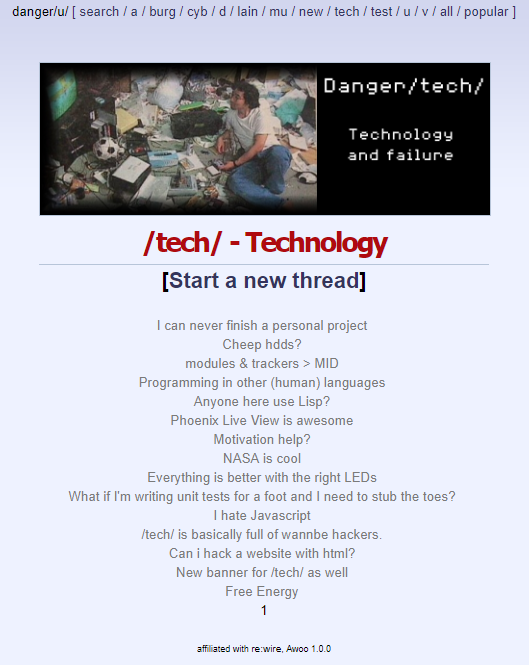 danger/u/ [ search / a / burg / cyb / d / lain / mu / new / tech / test / u / v / all / popular ]
Danger/tech/
Technology
and failure
/tech/ - Technology
[Start a new thread]
I can never finish a personal project
Cheep hdds?
modules & trackers > MID
Programming in other (human) languages
Anyone here use Lisp?
Phoenix Live View is awesome
Motivation help?
NASA is cool
Everything is better with the right LEDs
What if I'm writing unit tests for a foot and I need to stub the toes?
I hate Javascript
/tech/ is basically full of wannbe hackers.
Can i hack a website with html?
New banner for /tech/ as well
Free Energy
1
affiliated with re:wire, Awoo 1.0.0